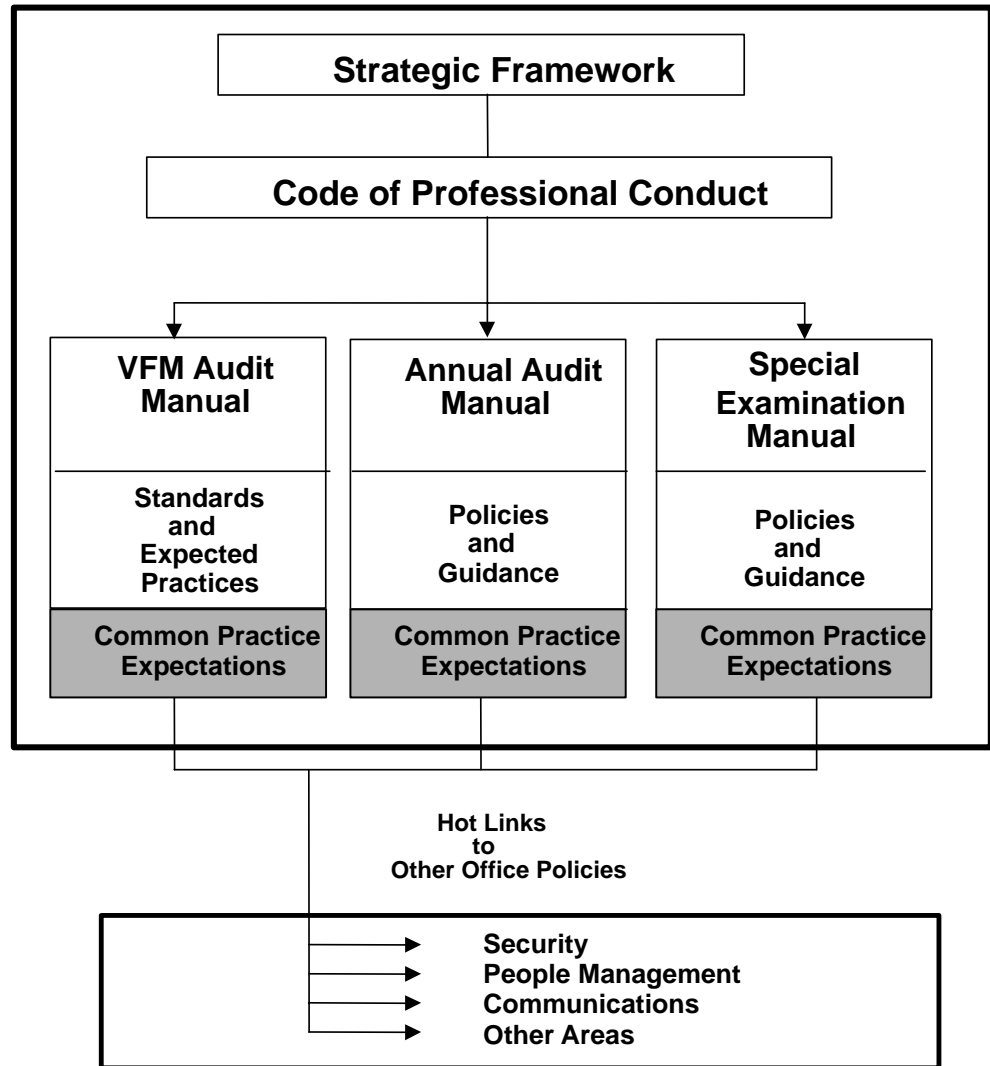 Strategic Framework
Code of Professional Conduct
VFM Audit
Manual
Standards
and
Expected
Practices
Common Practice
Expectations
Annual Audit
Manual
Policies
and
Guidance
Common Practice
Expectations
Special
Examination
Manual
Policies
and
Guidance
Common Practice
Expectations
Hot Links
to
Other Office Policies
Security
People Management
Communications
Other Areas